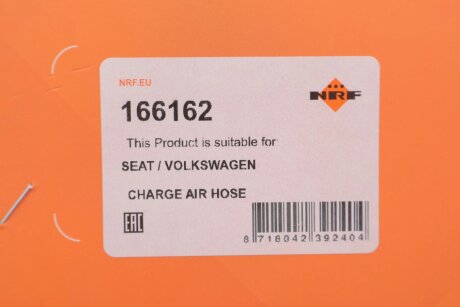 NRF.EU
NRF
166162
This Product is suitable for:
SEAT / VOLKSWAGEN
CHARGE AIR HOSE
EAC
8 718042 392404